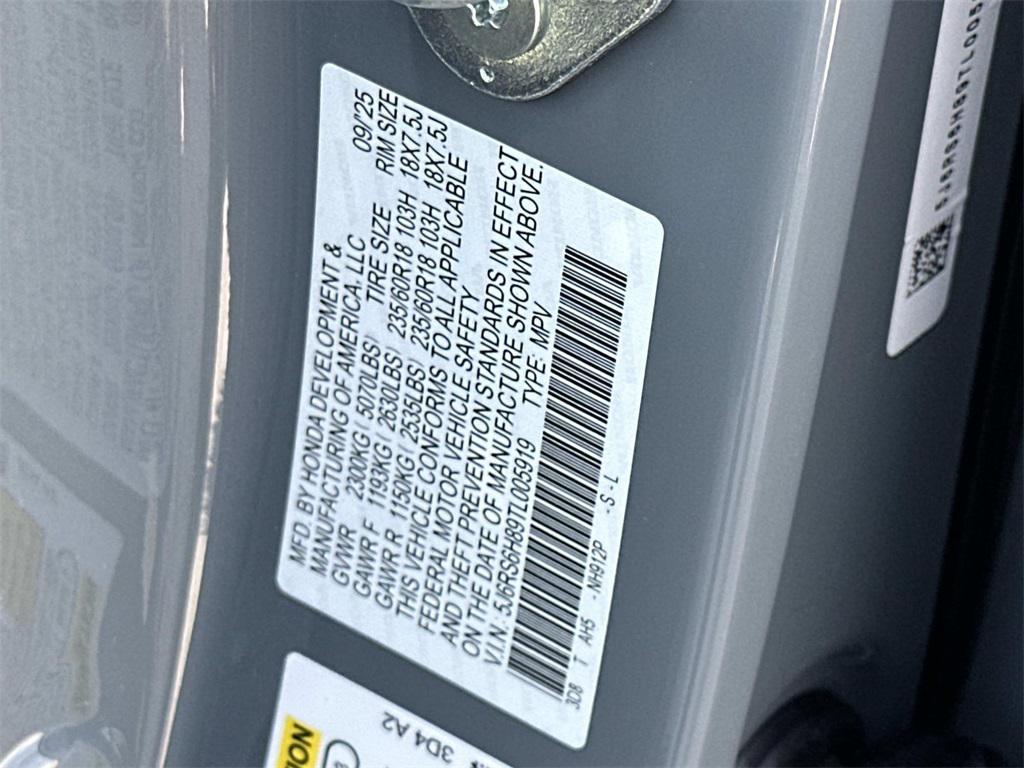 MFD. BY HONDA DEVELOPMENT & 09/'25
MANUFACTURING OF AMERICA, LLC
GVWR 2300KG( 5070LBS) TIRE SIZE RIM SIZE
GAWR F 1193KG( 2630LBS) 235/60R18 103H 18X7.5J
GAWR R 1150KG( 2535LBS) 235/60R18 103H 18X7.5J
THIS VEHICLE CONFORMS TO ALL APPLICABLE
FEDERAL MOTOR VEHICLE SAFETY
AND THEFT PREVENTION STANDARDS IN EFFECT
ON THE DATE OF MANUFACTURE SHOWN ABOVE.
V.I.N.: 5J6RS6H89TL005919 TYPE: MPV
3D8 T AH5 -NH912P -S -L
5J6RS6H89TL005
3D4 A2